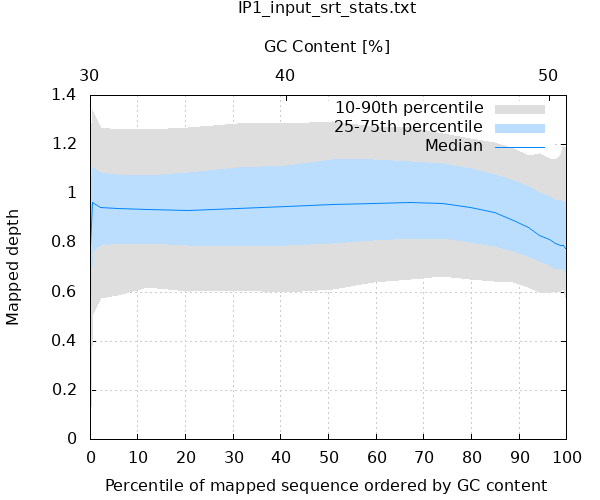 IP1_input_srt_stats.txt
GC Content [%]
30 40 50
10-90th percentile
25-75th percentile
Median
Mapped depth
1.4
1.2
1
0.8
0.6
0.4
0.2
0
0 10 20 30 40 50 60 70 80 90 100
Percentile of mapped sequence ordered by GC content